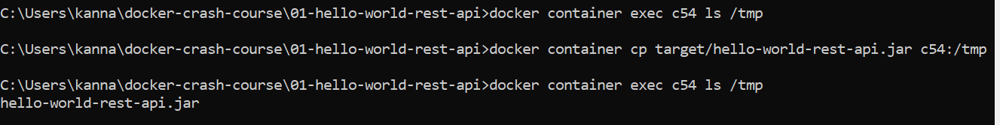 C:\Users\kanna\docker-crash-course\01-hello-world-rest-api>docker container exec c54 ls /tmp
C:\Users\kanna\docker-crash-course\01-hello-world-rest-api>docker container cp target/hello-world-rest-api.jar c54:/tmp
C:\Users\kanna\docker-crash-course\01-hello-world-rest-api>docker container exec c54 ls /tmp
hello-world-rest-api.jar